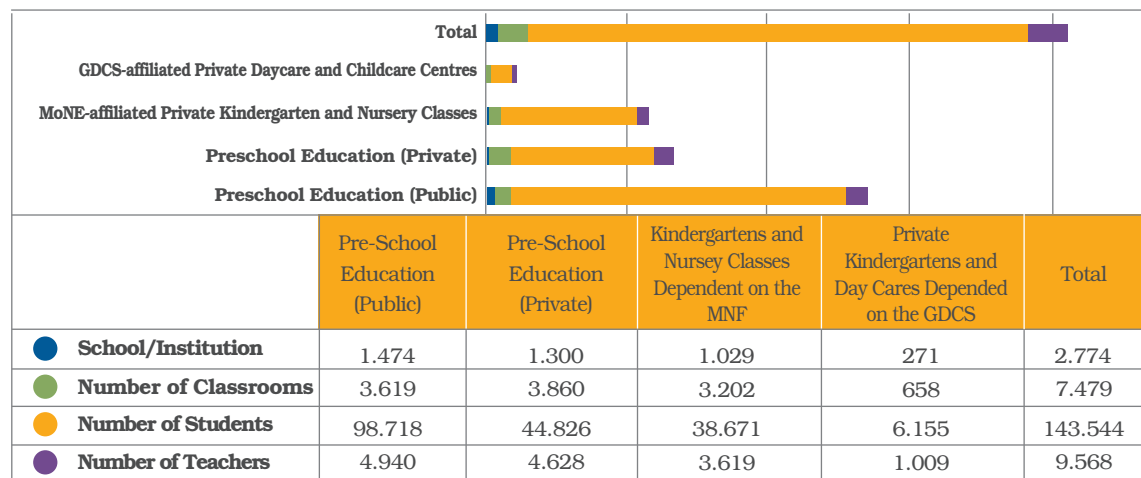 Total
GDCS-affiliated Private Daycare and Childcare Centres
MoNE-affiliated Private Kindergarten and Nursery Classes
Preschool Education (Private)
Preschool Education (Public)
Pre-School
Education
(Public)
Pre-School
Education
(Private)
Kindergartens and
Nursey Classes
Dependent on the
MNF
Private
Kindergartens and
Day Cares Depended
on the GDCS
Total
School/Institution 1.474 1.300 1.029 271 2.774
Number of Classrooms 3.619 3.860 3.202 658 7.479
Number of Students 98.718 44.826 38.671 6.155 143.544
Number of Teachers 4.940 4.628 3.619 1.009 9.568